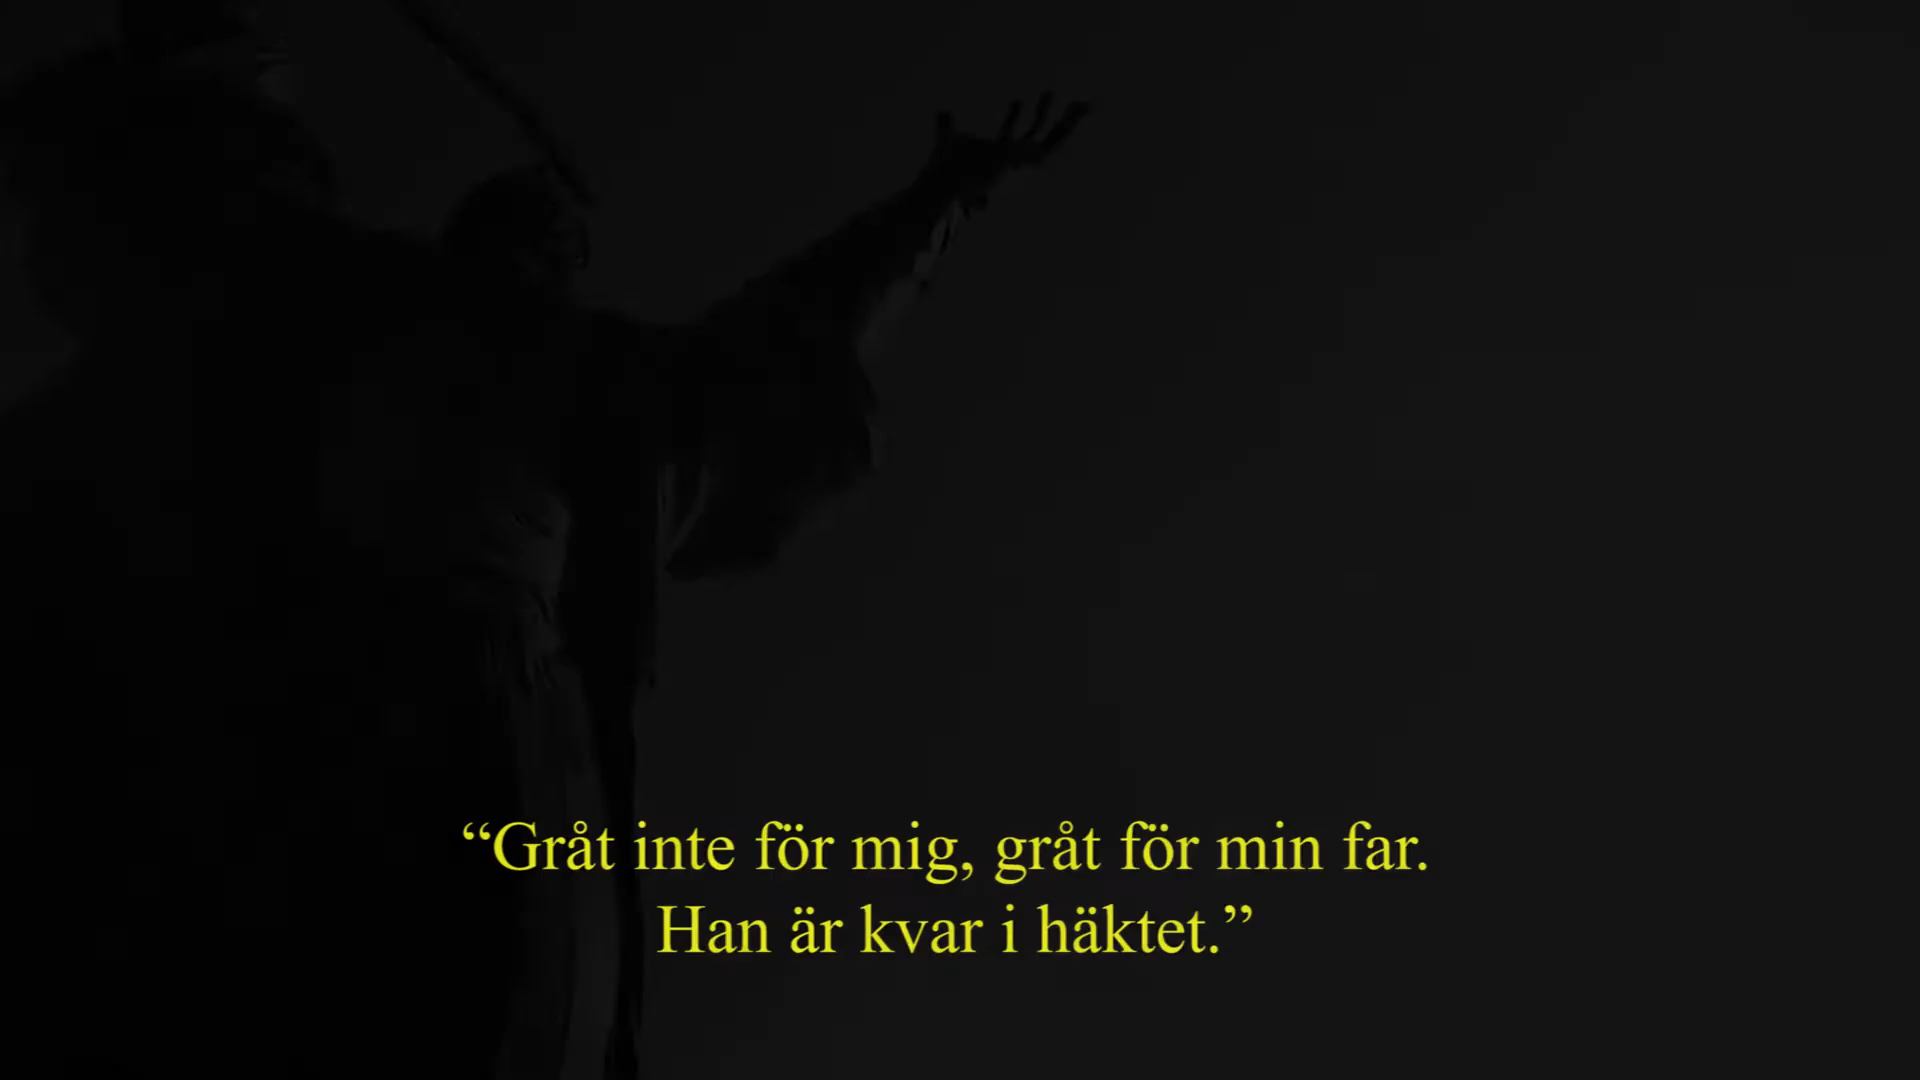 “Gråt inte för mig, gråt för min far.
Han är kvar i häktet.”